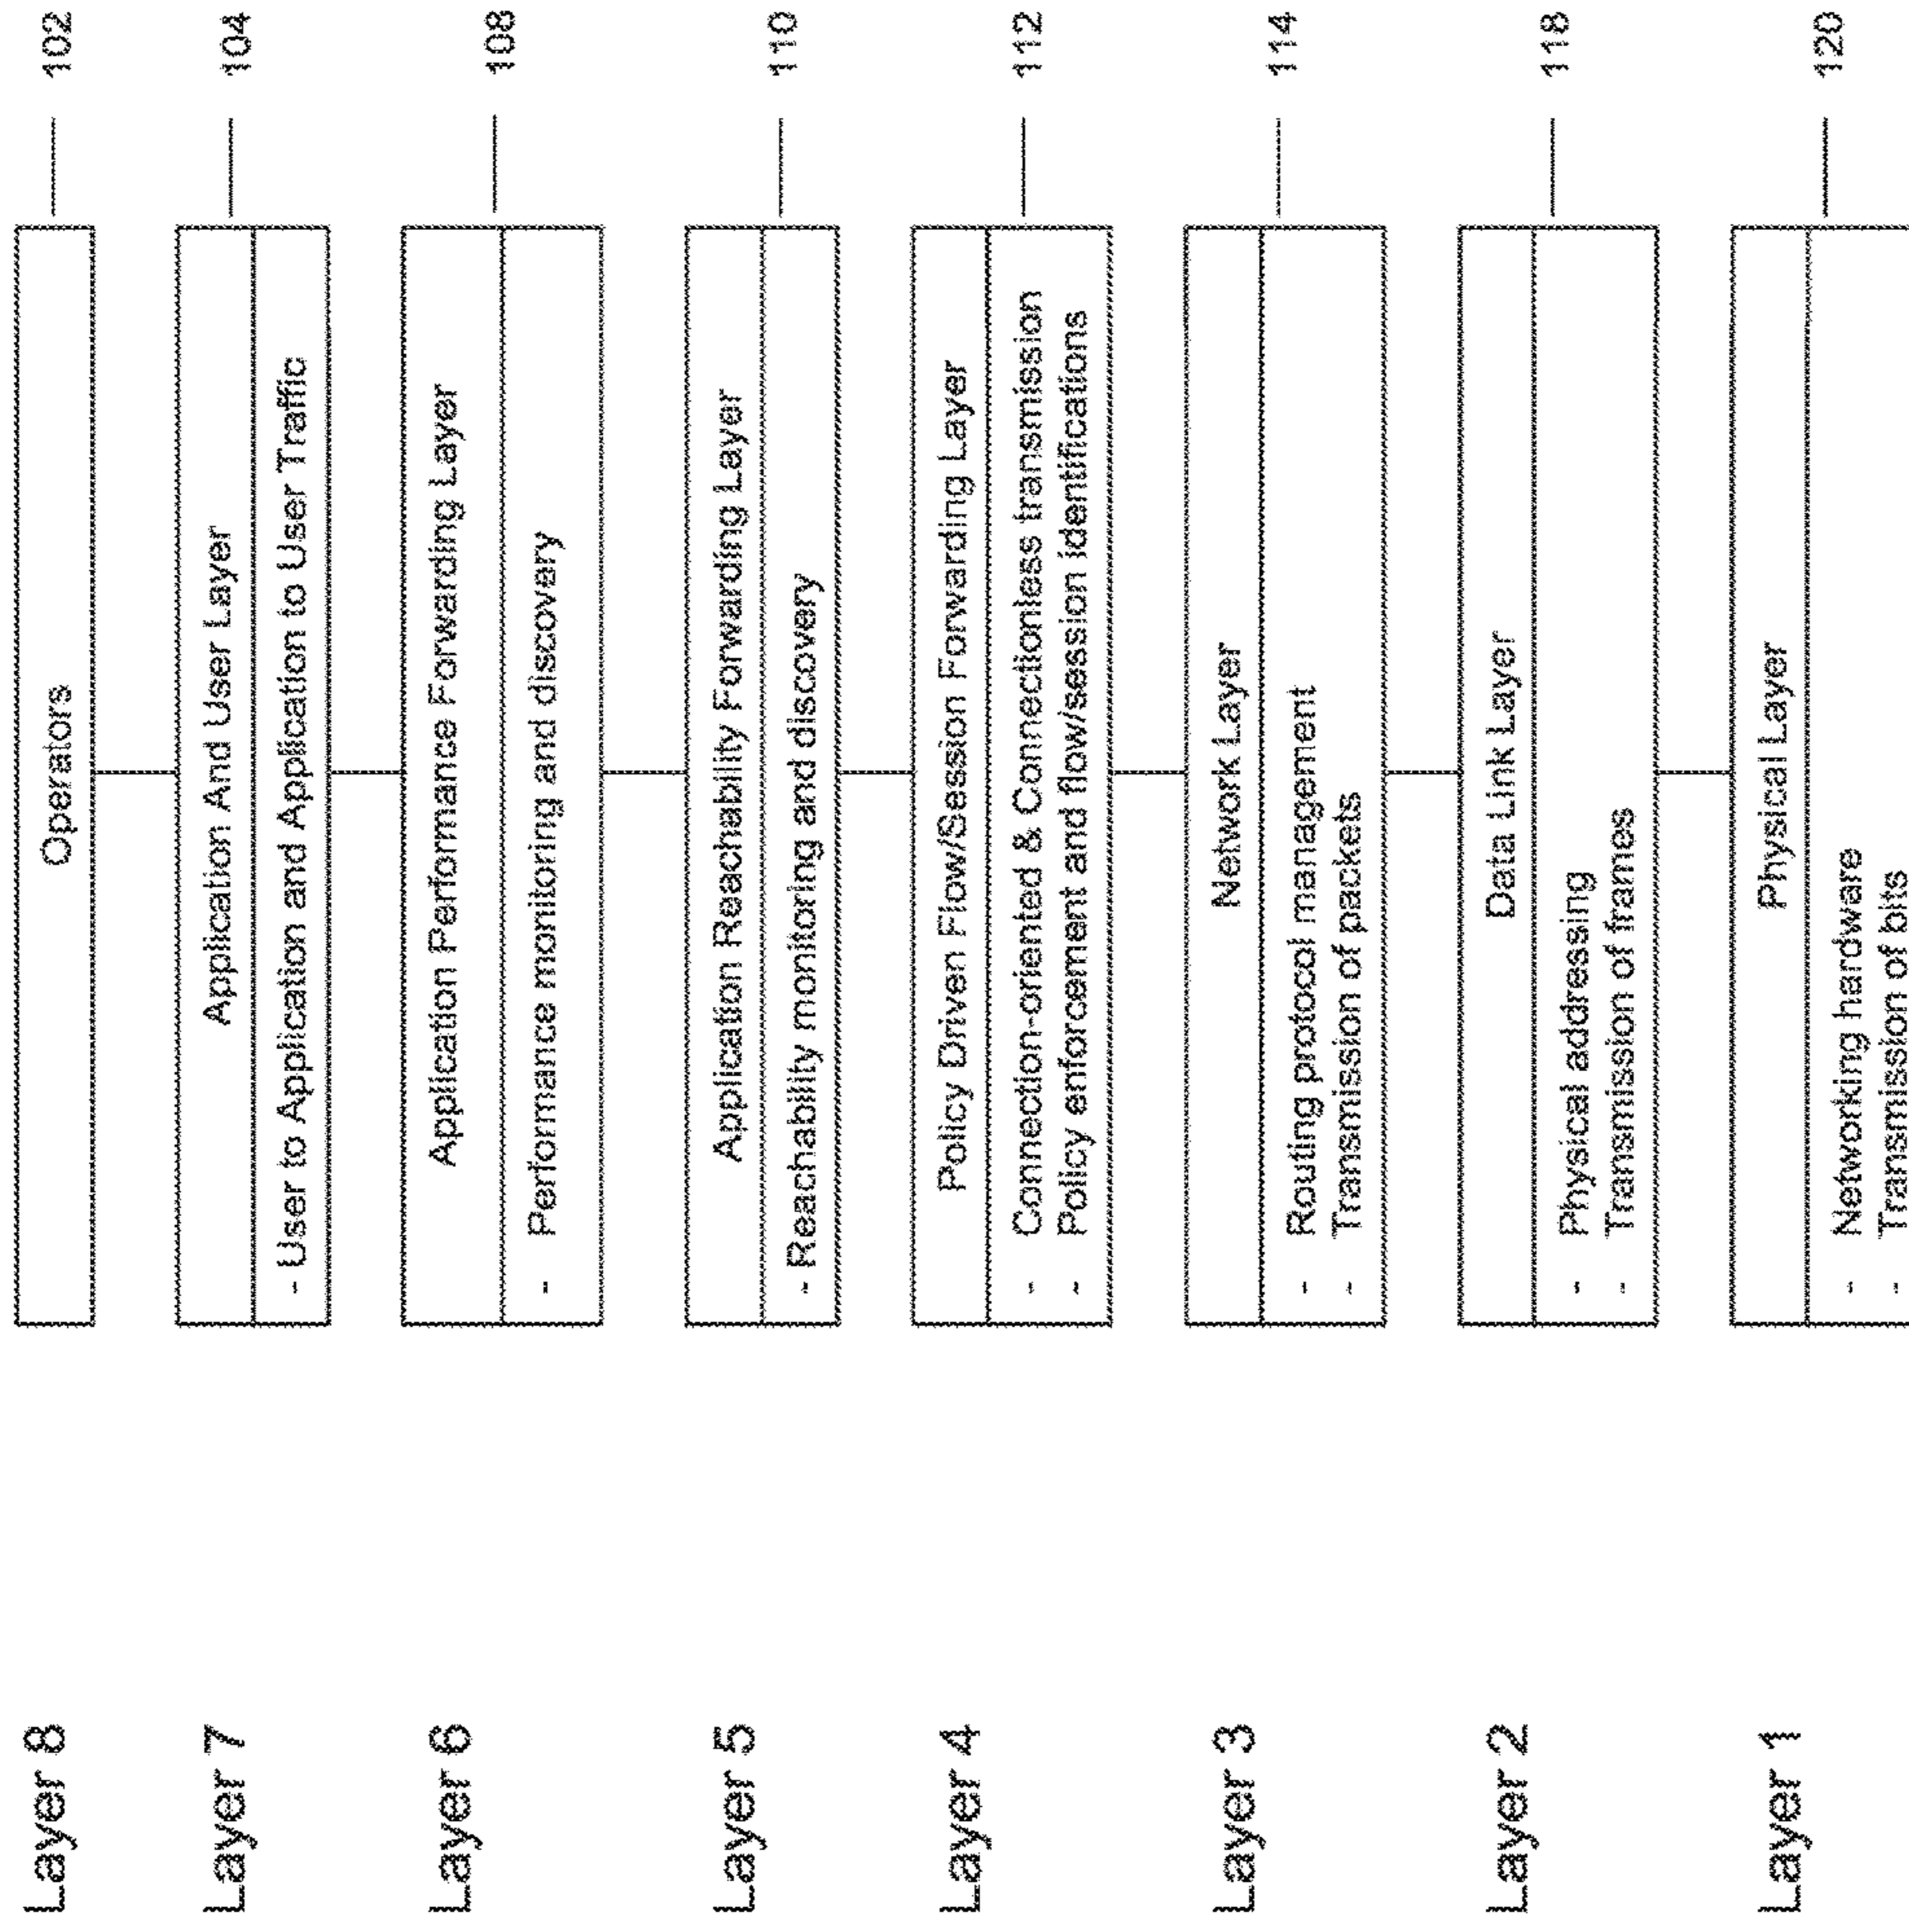 Layer 8
Operators
102
Layer 7
Application And User Layer
- User to Application and Application to User Traffic
104
Layer 6
Application Performance Forwarding Layer
- Performance monitoring and discovery
108
Layer 5
Application Reachability Forwarding Layer
- Reachability monitoring and discovery
110
Layer 4
Policy Driven Flow/Session Forwarding Layer
- Connection-oriented & Connectionless transmission
- Policy enforcement and flow/session identifications
112
Layer 3
Network Layer
- Routing protocol management
- Transmission of packets
114
Layer 2
Data Link Layer
- Physical addressing
- Transmission of frames
118
Layer 1
Physical Layer
- Networking hardware
- Transmission of bits
120